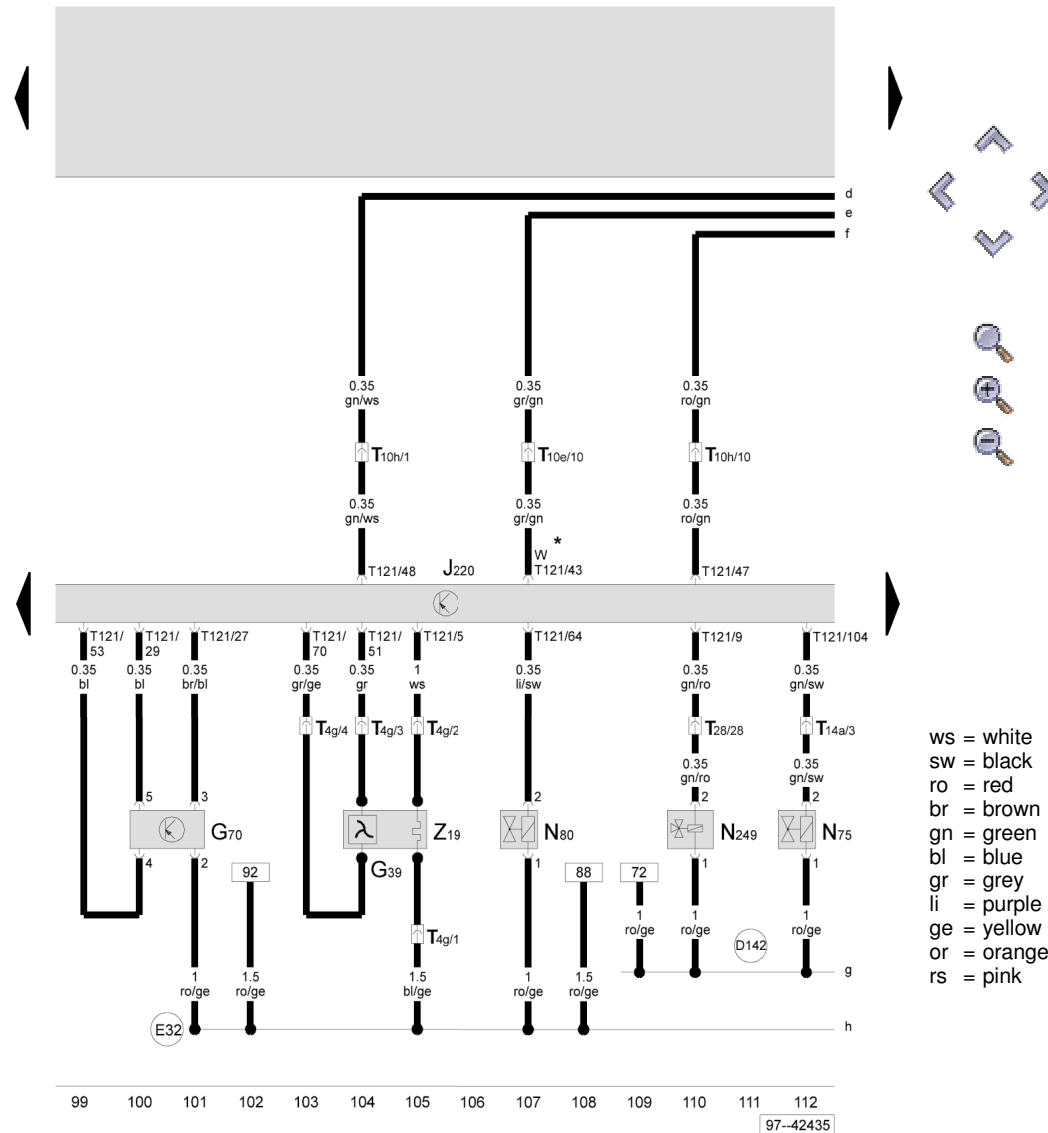 d
e
f
0.35 0.35 0.35
gn/ws gr/gn ro/gn
T10h/1 T10e/10 T10h/10
0.35 0.35 0.35
gn/ws gr/gn ro/gn
W *
T121/48 J220 T121/43 T121/47
T121/ T121/ T121/27 T121/ T121/ T121/5 T121/64 T121/9 T121/104
53 29 70 51
0.35 0.35 0.35 0.35 0.35 1 0.35 0.35 0.35
bl bl br/bl gr/ge gr ws li/sw gn/ro gn/sw
T4g/4 T4g/3 T4g/2 T28/28 T14a/3
0.35 0.35
gn/ro gn/sw
5 3 2 2 2
G70 Z19 N80 N249 N75
4 2 G39 1 1 1
92 88 72
1 1 1
ro/ge ro/ge ro/ge
T4g/1 D142
g
1 1.5 1.5 1 1.5
ro/ge ro/ge bl/ge ro/ge ro/ge
E32 h
99 100 101 102 103 104 105 106 107 108 109 110 111 112
97--42435
ws = white
sw = black
ro = red
br = brown
gn = green
bl = blue
gr = grey
li = purple
ge = yellow
or = orange
rs = pink